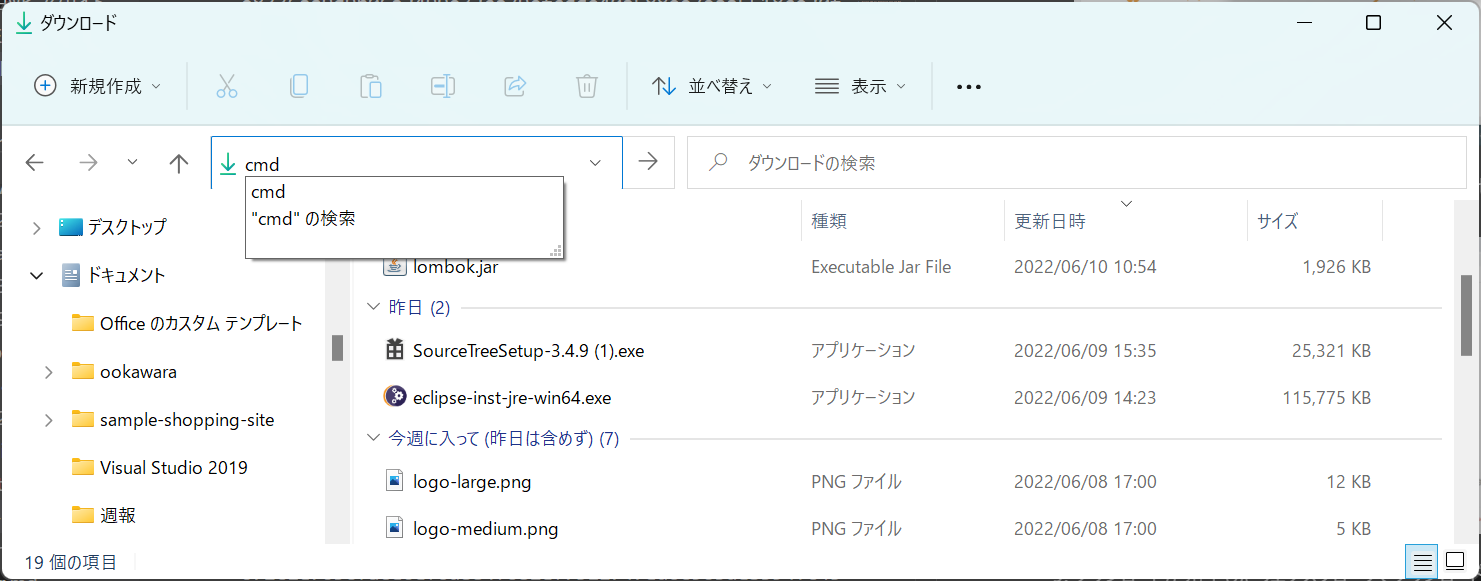 ダウンロード
新規作成
並べ替え
表示
cmd
ダウンロードの検索
cmd
"cmd" の検索
種類 更新日時 サイズ
デスクトップ
ドキュメント
Office のカスタム テンプレート
ookawara
sample-shopping-site
Visual Studio 2019
週報
lombok.jar Executable Jar File 2022/06/10 10:54 1,926 KB
昨日 (2)
SourceTreeSetup-3.4.9 (1).exe アプリケーション 2022/06/09 15:35 25,321 KB
eclipse-inst-jre-win64.exe アプリケーション 2022/06/09 14:23 115,775 KB
今週に入って (昨日は含めず) (7)
logo-large.png PNG ファイル 2022/06/08 17:00 12 KB
logo-medium.png PNG ファイル 2022/06/08 17:00 5 KB
19 個の項目